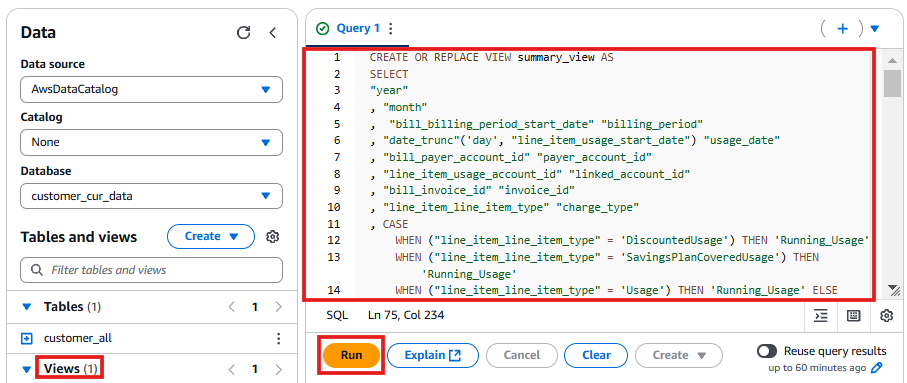 Data
Data source
AwsDataCatalog
Catalog
None
Database
customer_cur_data
Tables and views
Create
Filter tables and views
Tables (1)
1
customer_all
Views (1)
1
Query 1
1 CREATE OR REPLACE VIEW summary_view AS
2 SELECT
3 "year"
4 , "month"
5 , "bill_billing_period_start_date" "billing_period"
6 , "date_trunc"('day', "line_item_usage_start_date") "usage_date"
7 , "bill_payer_account_id" "payer_account_id"
8 , "line_item_usage_account_id" "linked_account_id"
9 , "bill_invoice_id" "invoice_id"
10 , "line_item_line_item_type" "charge_type"
11 , CASE
12 WHEN ("line_item_line_item_type" = 'DiscountedUsage') THEN 'Running_Usage'
13 WHEN ("line_item_line_item_type" = 'SavingsPlanCoveredUsage') THEN
'Running_Usage'
14 WHEN ("line_item_line_item_type" = 'Usage') THEN 'Running_Usage' ELSE
SQL Ln 75, Col 234
Run
Explain
Cancel
Clear
Create
Reuse query results
up to 60 minutes ago